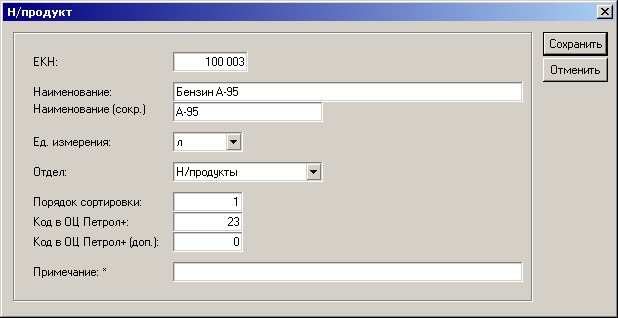 Н/продукт
Сохранить
Отменить
ЕКН: 100 003
Наименование: Бензин А-95
Наименование (сокр.) А-95
Ед. измерения: л
Отдел: Н/продукты
Порядок сортировки: 1
Код в ОЦ Петрол+: 23
Код в ОЦ Петрол+ (доп.): 0
Примечание: *